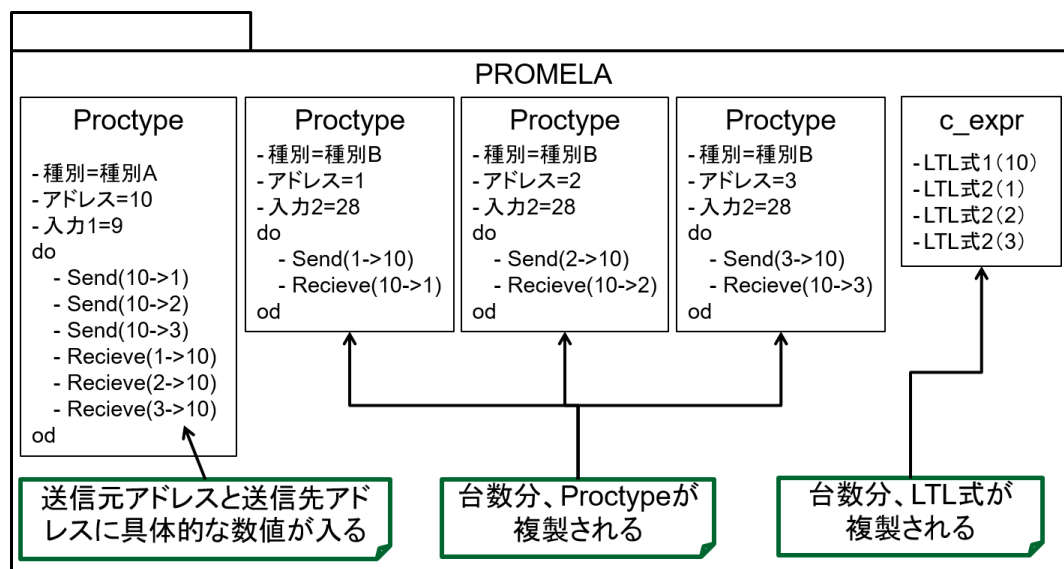 PROMELA
Proctype
- 種別=種別A
- アドレス=10
- 入力1=9
do
- Send(10->1)
- Send(10->2)
- Send(10->3)
- Recieve(1->10)
- Recieve(2->10)
- Recieve(3->10)
od
Proctype
- 種別=種別B
- アドレス=1
- 入力2=28
do
- Send(1->10)
- Recieve(10->1)
od
Proctype
- 種別=種別B
- アドレス=2
- 入力2=28
do
- Send(2->10)
- Recieve(10->2)
od
Proctype
- 種別=種別B
- アドレス=3
- 入力2=28
do
- Send(3->10)
- Recieve(10->3)
od
c_expr
-LTL式1(10)
-LTL式2(1)
-LTL式2(2)
-LTL式2(3)
送信元アドレスと送信先アド
レスに具体的な数値が入る
台数分、Proctypeが
複製される
台数分、LTL式が
複製される